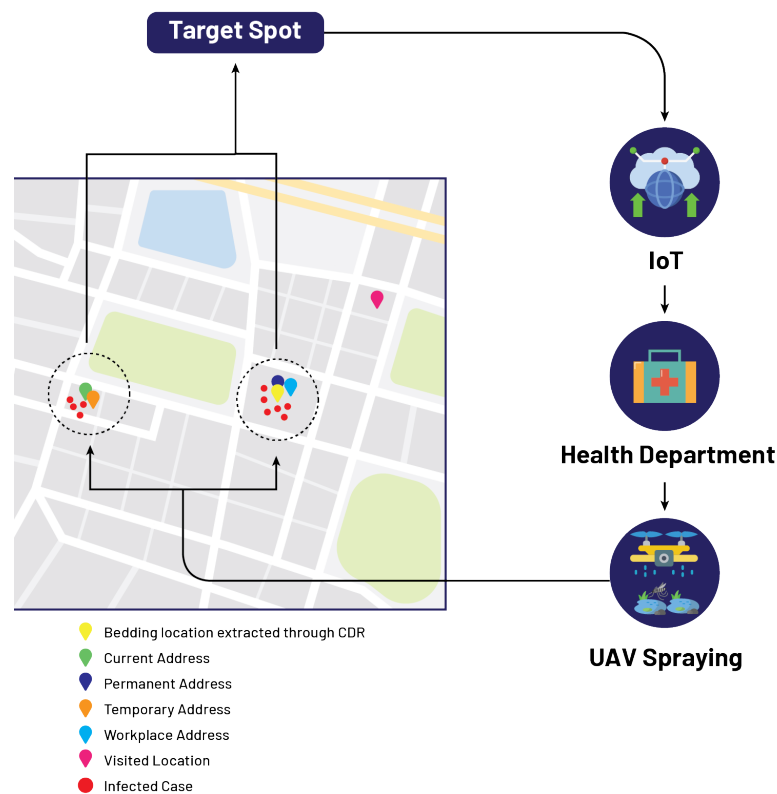 Target Spot
IoT
Health Department
UAV Spraying
Bedding location extracted through CDR
Current Address
Permanent Address
Temporary Address
Workplace Address
Visited Location
Infected Case